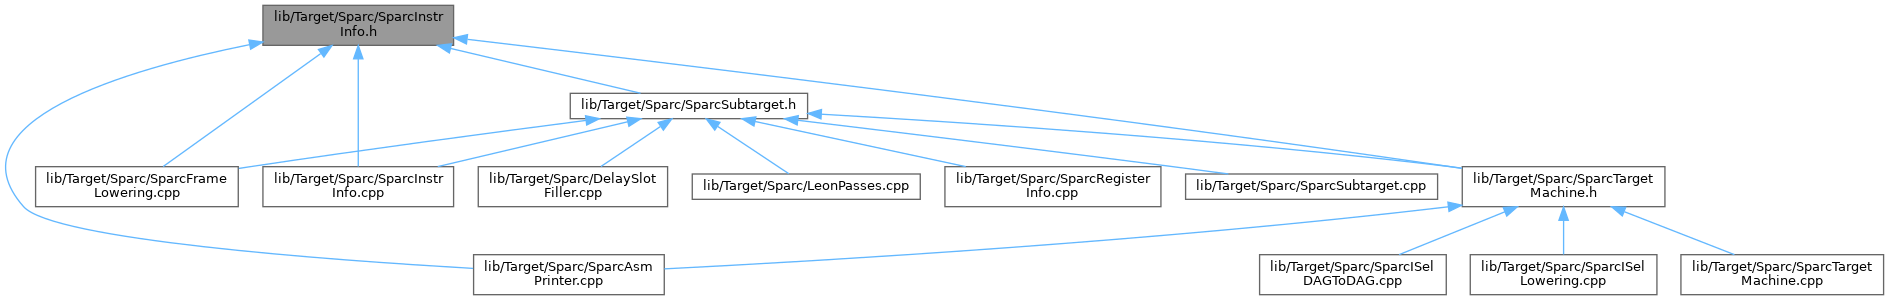 lib/Target/Sparc/SparcInstr
Info.h
lib/Target/Sparc/SparcSubtarget.h
lib/Target/Sparc/SparcFrame
Lowering.cpp
lib/Target/Sparc/SparcInstr
Info.cpp
lib/Target/Sparc/DelaySlot
Filler.cpp
lib/Target/Sparc/LeonPasses.cpp
lib/Target/Sparc/SparcRegister
Info.cpp
lib/Target/Sparc/SparcSubtarget.cpp
lib/Target/Sparc/SparcTarget
Machine.h
lib/Target/Sparc/SparcAsm
Printer.cpp
lib/Target/Sparc/SparcISel
DAGToDAG.cpp
lib/Target/Sparc/SparcISel
Lowering.cpp
lib/Target/Sparc/SparcTarget
Machine.cpp